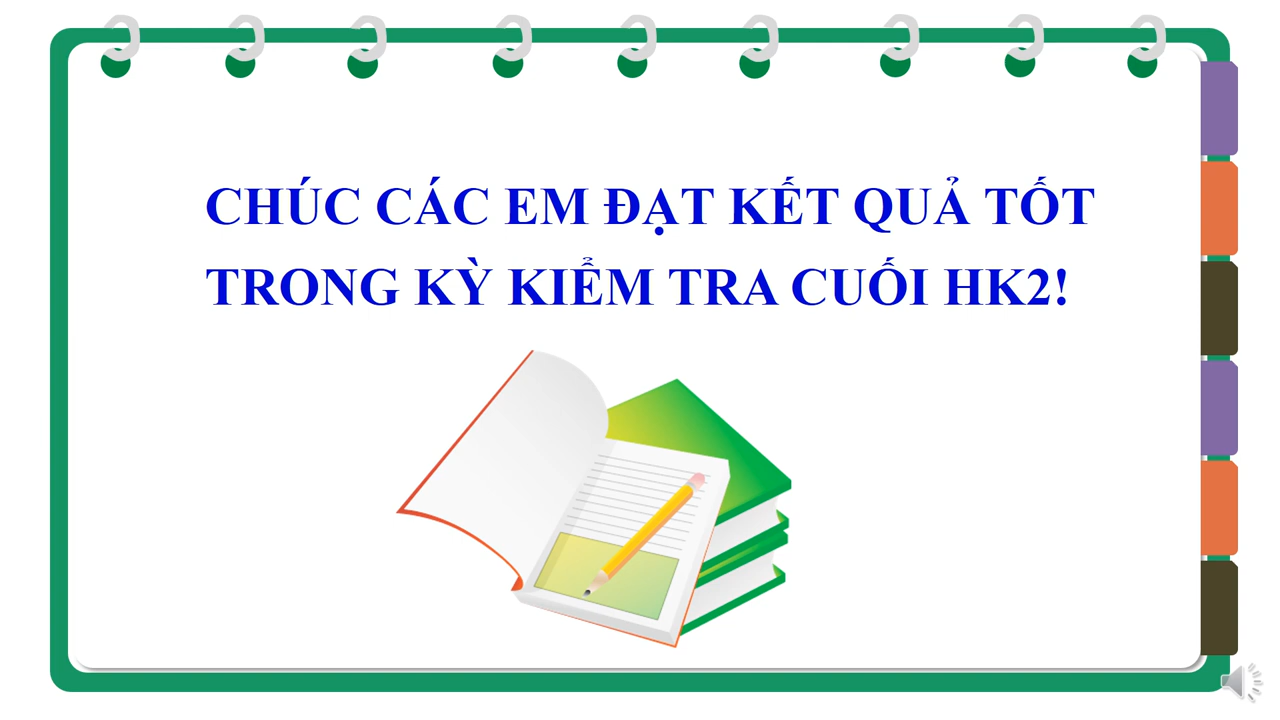 CHÚC CÁC EM ĐẠT KẾT QUẢ TỐT
TRONG KỲ KIỂM TRA CUỐI HK2!